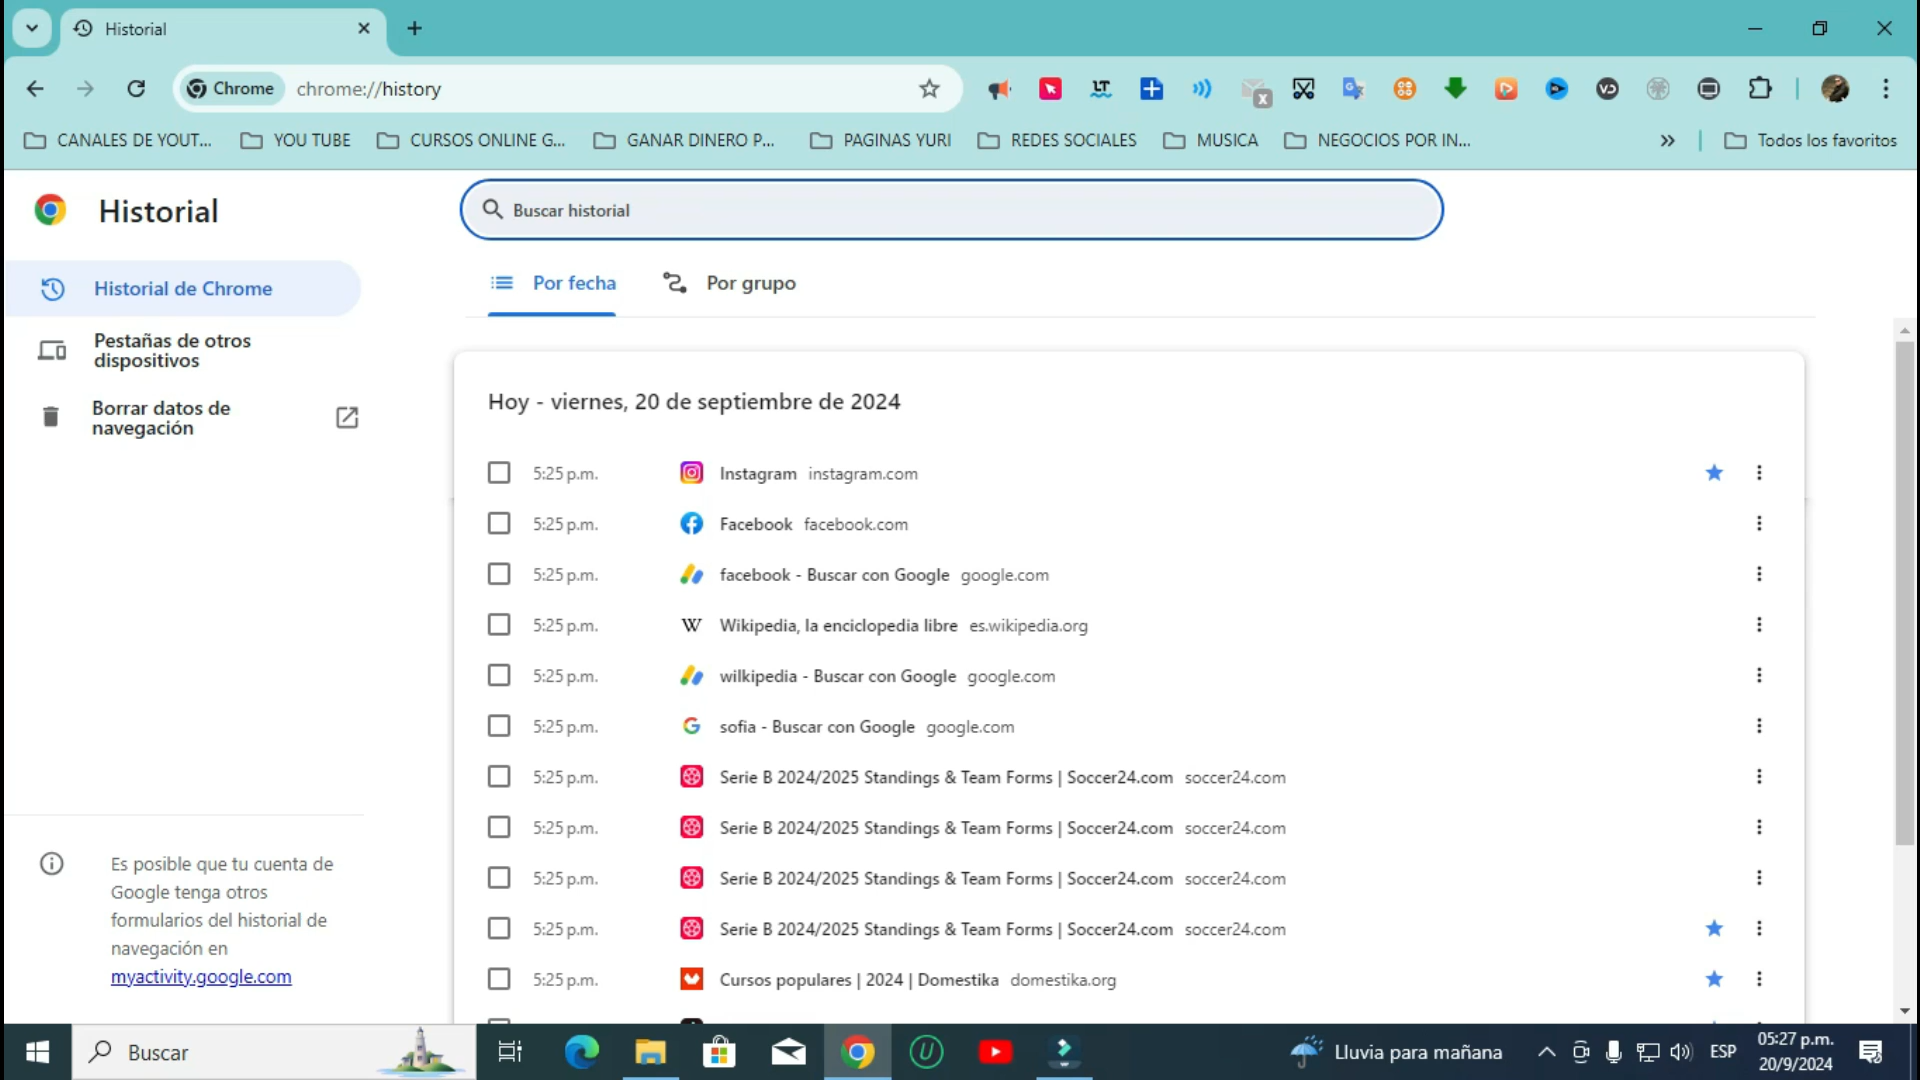 Historial
Chrome
chrome://history
CANALES DE YOUT...
YOU TUBE
CURSOS ONLINE G...
GANAR DINERO P...
PAGINAS YURI
REDES SOCIALES
MUSICA
NEGOCIOS POR IN...
Todos los favoritos
Historial
Buscar historial
Historial de Chrome
Pestañas de otros
dispositivos
Borrar datos de
navegación
Por fecha
Por grupo
Hoy - viernes, 20 de septiembre de 2024
5:25 p.m. Instagram instagram.com
5:25 p.m. Facebook facebook.com
5:25 p.m. facebook - Buscar con Google google.com
5:25 p.m. W Wikipedia, la enciclopedia libre es.wikipedia.org
5:25 p.m. wilkipedia - Buscar con Google google.com
5:25 p.m. sofia - Buscar con Google google.com
5:25 p.m. Serie B 2024/2025 Standings & Team Forms | Soccer24.com soccer24.com
5:25 p.m. Serie B 2024/2025 Standings & Team Forms | Soccer24.com soccer24.com
5:25 p.m. Serie B 2024/2025 Standings & Team Forms | Soccer24.com soccer24.com
5:25 p.m. Serie B 2024/2025 Standings & Team Forms | Soccer24.com soccer24.com
5:25 p.m. Cursos populares | 2024 | Domestika domestika.org
Es posible que tu cuenta de
Google tenga otros
formularios del historial de
navegación en
myactivity.google.com
Buscar
Lluvia para mañana
ESP
05:27 p.m.
20/9/2024